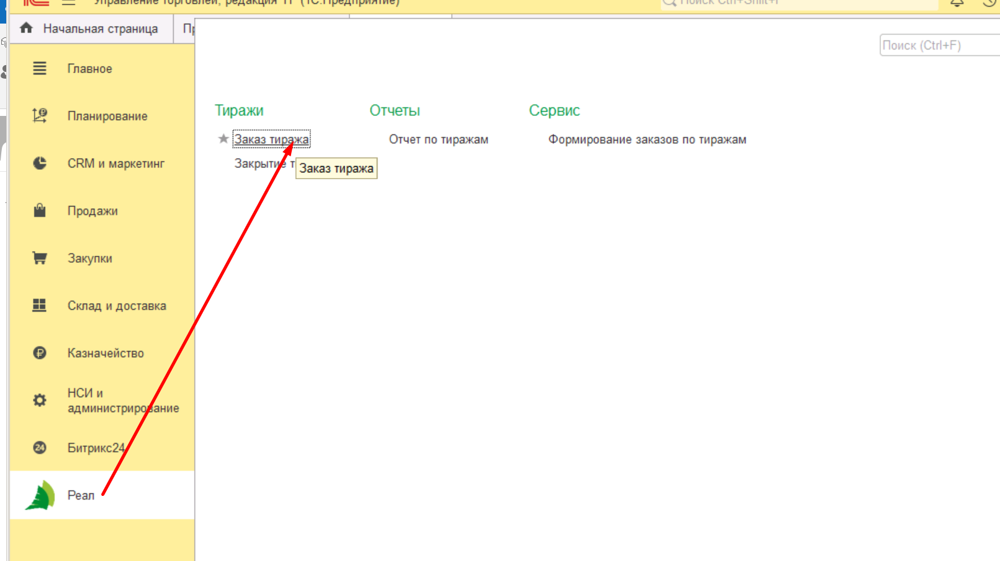 Управление торговлей, редакция 11 (1С:Предприятие)
Поиск Ctrl+Shift+F
Начальная страница
Поиск (Ctrl+F)
Главное
Планирование
CRM и маркетинг
Продажи
Закупки
Склад и доставка
Казначейство
НСИ и
администрирование
24
Битрикс24
Реал
Тиражи
Отчеты
Сервис
Заказ тиража
Отчет по тиражам
Формирование заказов по тиражам
Закрытие
Заказ тиража